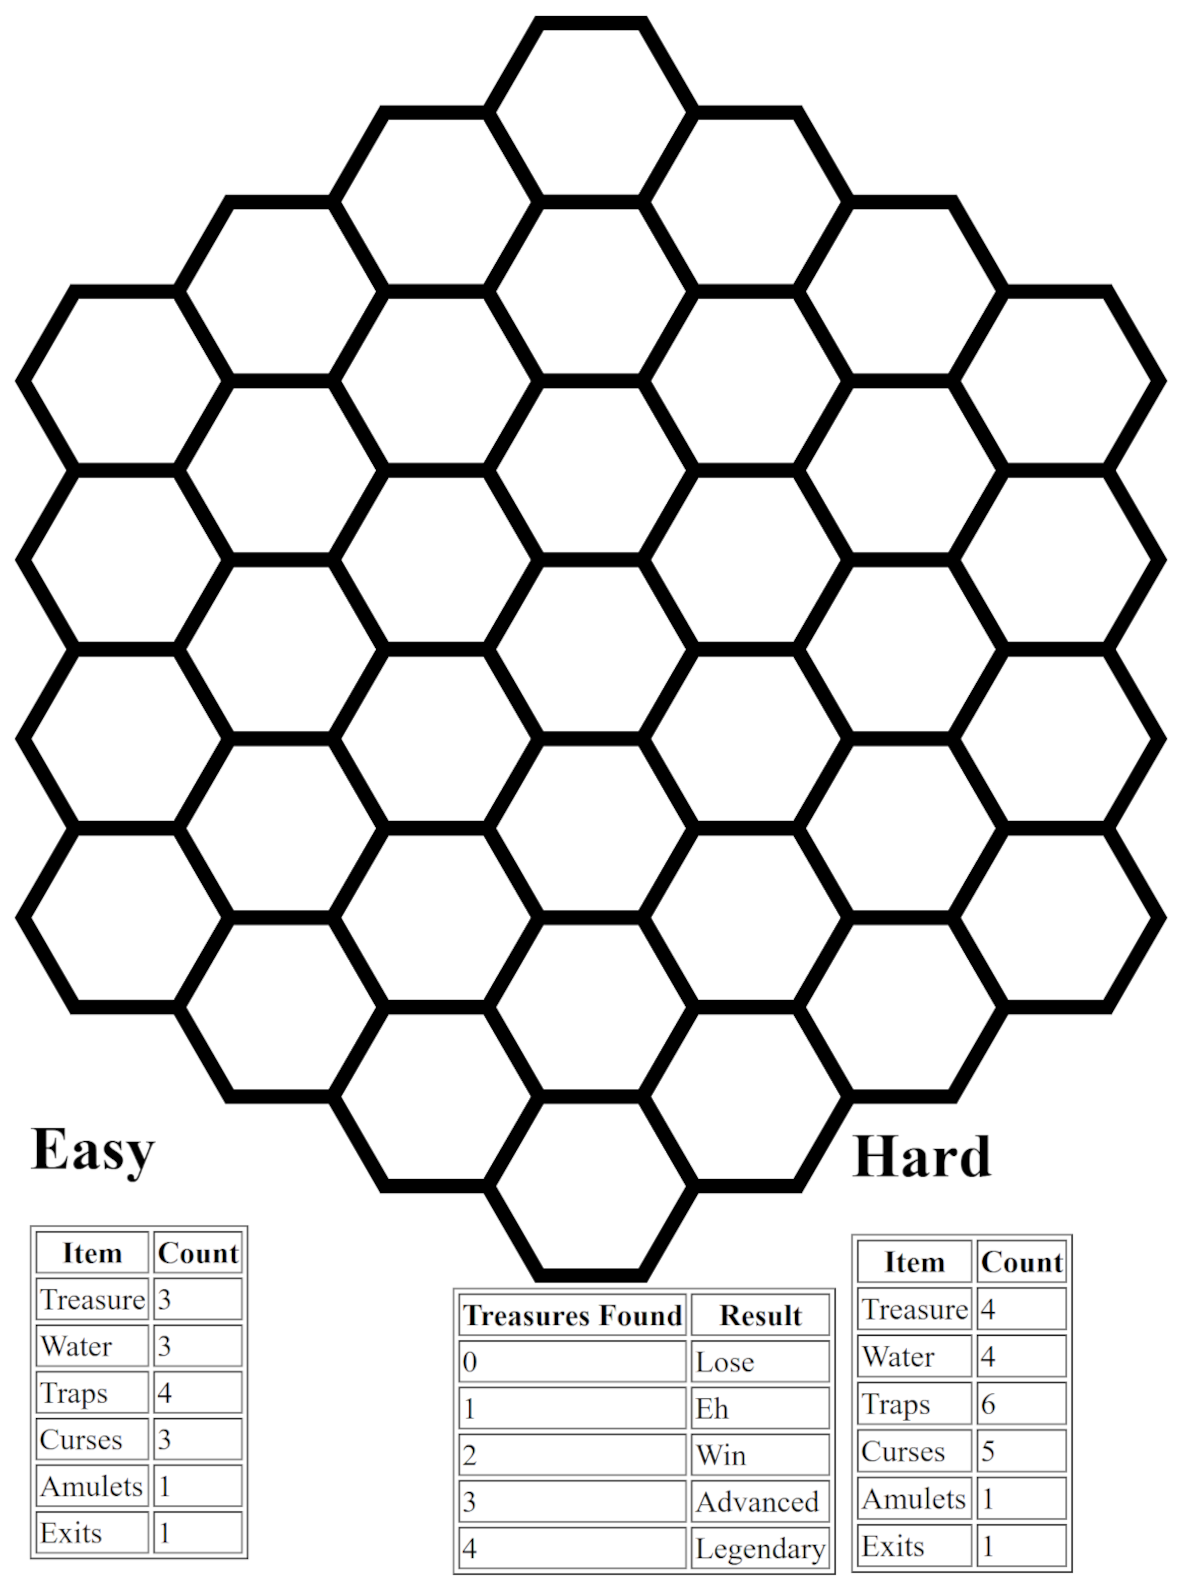 Easy
Item Count
Treasure 3
Water 3
Traps 4
Curses 3
Amulets 1
Exits 1
Treasures Found Result
0 Lose
1 Eh
2 Win
3 Advanced
4 Legendary
Hard
Item Count
Treasure 4
Water 4
Traps 6
Curses 5
Amulets 1
Exits 1